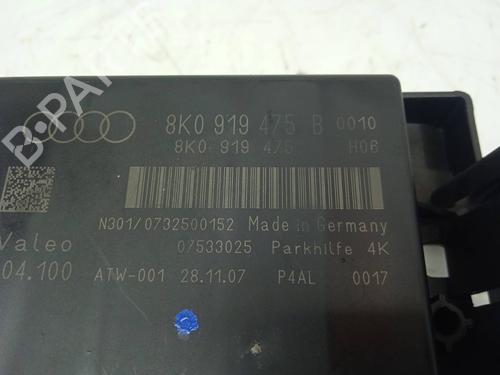 8K0 919 475 B 0010
8K0 919 475 H06
N301/0732500152 Made in Germany
Valeo 07533025 Parkhilfe 4K
04.100 ATW-001 28.11.07 P4AL 0017
B-PARTS